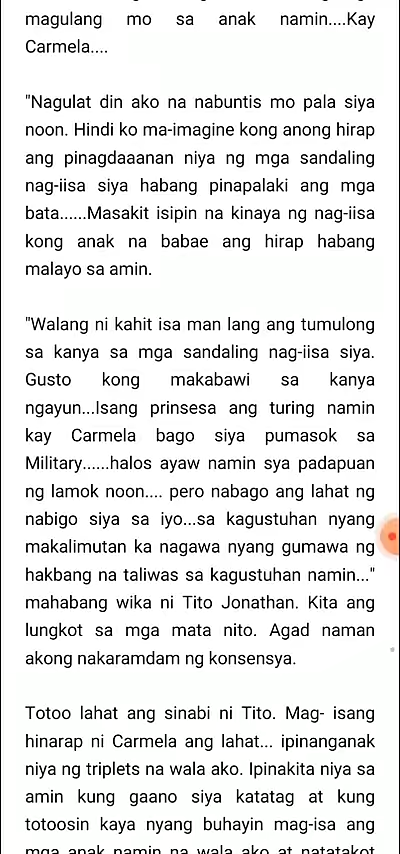 magulang mo sa anak namin....Kay
Carmela....
"Nagulat din ako na nabuntis mo pala siya
noon. Hindi ko ma-imagine kong anong hirap
ang pinagdaaanan niya ng mga sandaling
nag-iisa siya habang pinapalaki ang mga
bata......Masakit isipin na kinaya ng nag-iisa
kong anak na babae ang hirap habang
malayo sa amin.
"Walang ni kahit isa man lang ang tumulong
sa kanya sa mga sandaling nag-iisa siya.
Gusto kong makabawi sa kanya
ngayun...Isang prinsesa ang turing namin
kay Carmela bago siya pumasok sa
Military......halos ayaw namin sya padapuan
ng lamok noon.... pero nabago ang lahat ng
nabigo siya sa iyo...sa kagustuhan nyang
makalimutan ka nagawa nyang gumawa ng
hakbang na taliwas sa kagustuhan namin..."
mahabang wika ni Tito Jonathan. Kita ang
lungkot sa mga mata nito. Agad naman
akong nakaramdam ng konsensya.
Totoo lahat ang sinabi ni Tito. Mag- isang
hinarap ni Carmela ang lahat... ipinanganak
niya ng triplets na wala ako. Ipinakita niya sa
amin kung gaano siya katatag at kung
totoosin kaya nyang buhayin mag-isa ang
mga anak namin na wala ako at natatakot